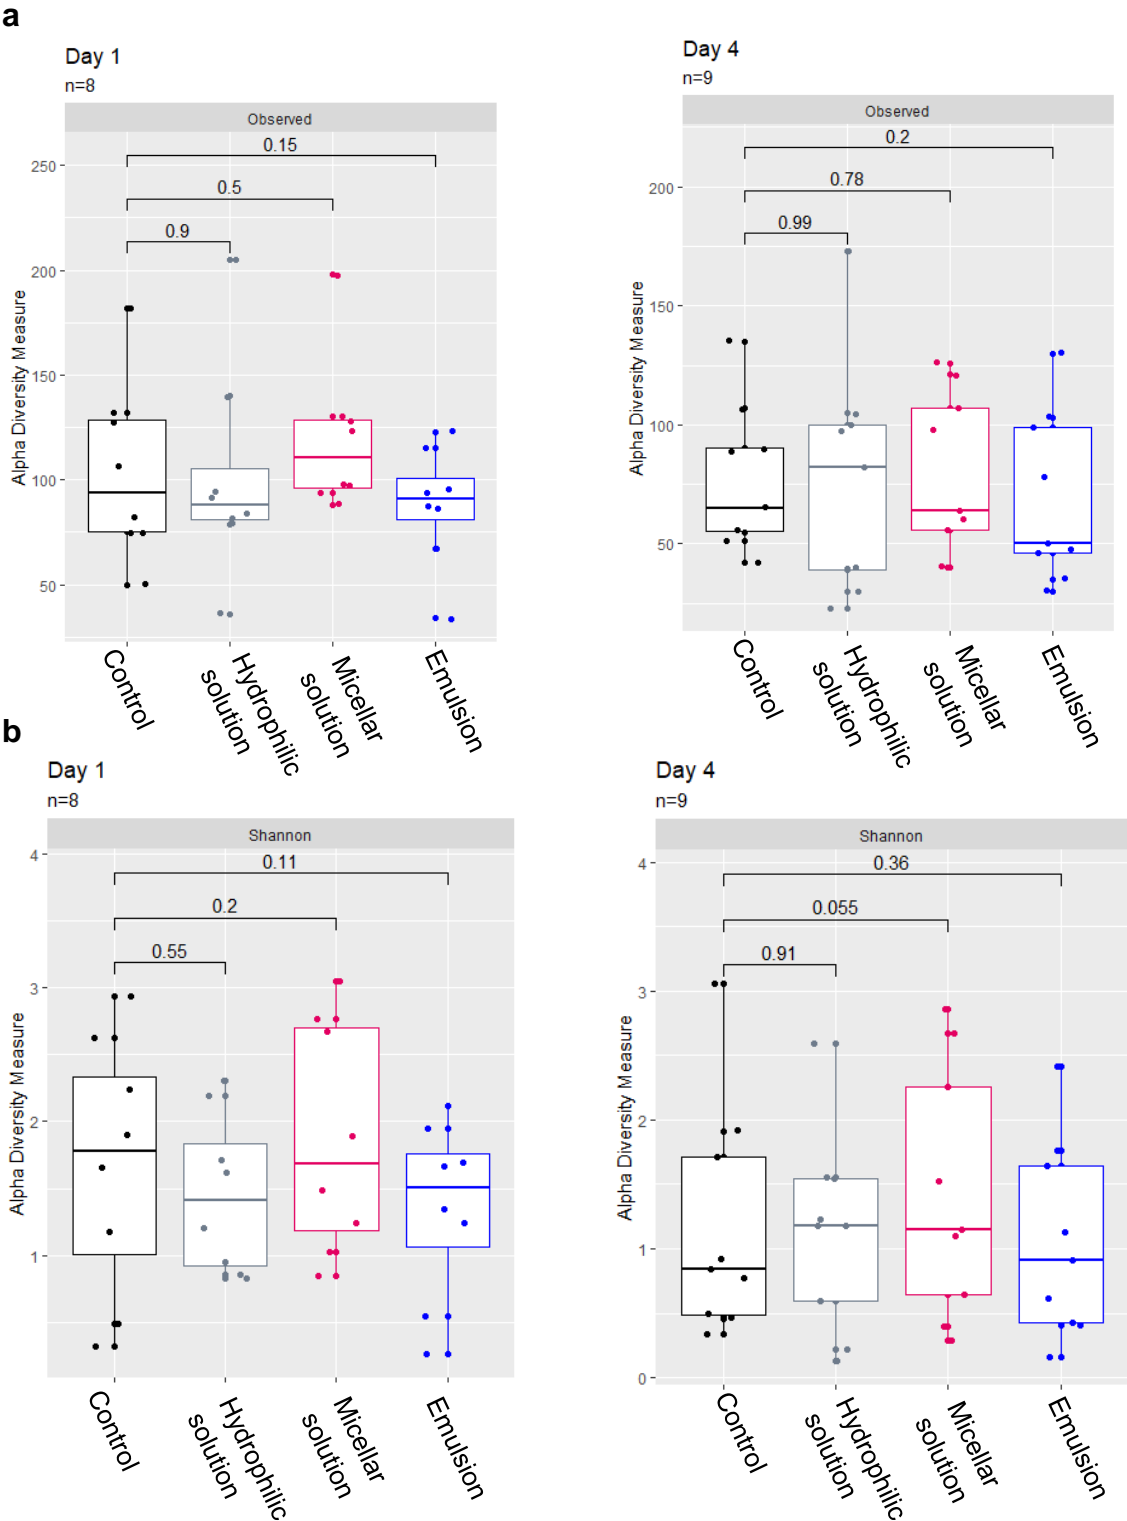 a
Day 1
n=8
Observed
0.15
0.5
0.9
250
200
150
100
50
Alpha Diversity Measure
Control
Hydrophilic
solution
Micellar
solution
Emulsion
Day 4
n=9
Observed
0.2
0.78
0.99
200
150
100
50
Alpha Diversity Measure
Control
Hydrophilic
solution
Micellar
solution
Emulsion
b
Day 1
n=8
Shannon
0.11
0.2
0.55
4
3
2
1
Alpha Diversity Measure
Control
Hydrophilic
solution
Micellar
solution
Emulsion
Day 4
n=9
Shannon
0.36
0.055
0.91
4
3
2
1
0
Alpha Diversity Measure
Control
Hydrophilic
solution
Micellar
solution
Emulsion